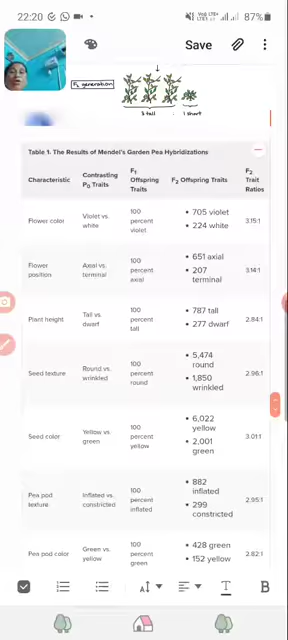 22:20
Vo) LTE+ LTE1
87%
Save
F₂ generation
3 tall
1 short
Table 1. The Results of Mendel's Garden Pea Hybridizations
Characteristic Contrasting P0 Traits F1 Offspring Traits F2 Offspring Traits F2 Trait Ratios
Flower color Violet vs. white 100 percent violet • 705 violet • 224 white 3.15:1
Flower position Axial vs. terminal 100 percent axial • 651 axial • 207 terminal 3.14:1
Plant height Tall vs. dwarf 100 percent tall • 787 tall • 277 dwarf 2.84:1
Seed texture Round vs. wrinkled 100 percent round • 5,474 round • 1,850 wrinkled 2.96:1
Seed color Yellow vs. green 100 percent yellow • 6,022 yellow • 2,001 green 3.01:1
Pea pod texture Inflated vs. constricted 100 percent inflated • 882 inflated • 299 constricted 2.95:1
Pea pod color Green vs. yellow 100 percent green • 428 green • 152 yellow 2.82:1
A T B